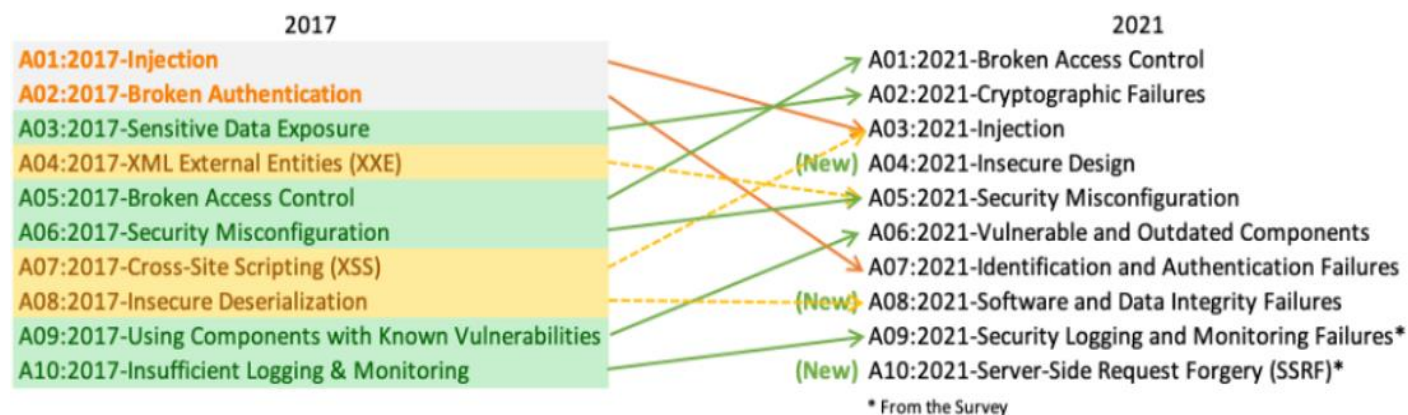 2017
A01:2017-Injection
A02:2017-Broken Authentication
A03:2017-Sensitive Data Exposure
A04:2017-XML External Entities (XXE)
A05:2017-Broken Access Control
A06:2017-Security Misconfiguration
A07:2017-Cross-Site Scripting (XSS)
A08:2017-Insecure Deserialization
A09:2017-Using Components with Known Vulnerabilities
A10:2017-Insufficient Logging & Monitoring
2021
A01:2021-Broken Access Control
A02:2021-Cryptographic Failures
A03:2021-Injection
(New) A04:2021-Insecure Design
A05:2021-Security Misconfiguration
A06:2021-Vulnerable and Outdated Components
A07:2021-Identification and Authentication Failures
(New) A08:2021-Software and Data Integrity Failures
A09:2021-Security Logging and Monitoring Failures*
(New) A10:2021-Server-Side Request Forgery (SSRF)*
* From the Survey